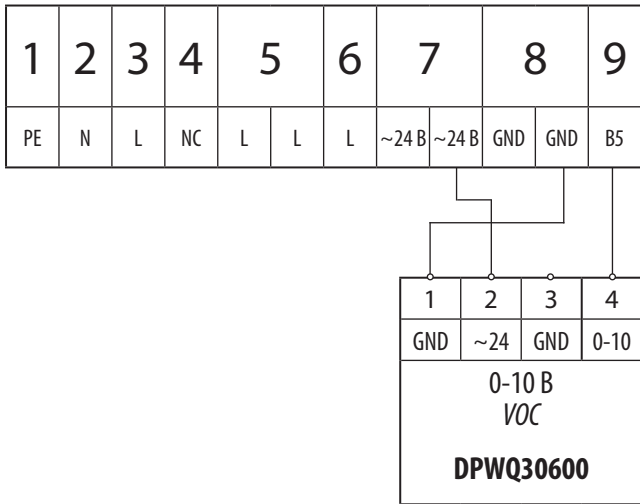 1 2 3 4 5 6 7 8 9
PE N L NC L L L ~24 В ~24 В GND GND B5
1 2 3 4
GND ~24 GND 0-10
0-10 В
VOC
DPWQ30600